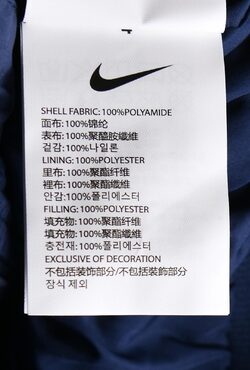 SHELL FABRIC: 100%POLYAMIDE
面布: 100%锦纶
表布: 100%聚醯胺纖維
겉감: 100%나일론
LINING: 100%POLYESTER
里布: 100%聚酯纤维
裡布: 100%聚酯纖維
안감: 100%폴리에스터
FILLING: 100%POLYESTER
填充物: 100%聚酯纤维
填充物: 100%聚酯纖維
충전재: 100%폴리에스터
EXCLUSIVE OF DECORATION
不包括装饰部分/不包含裝飾部分
장식 제외